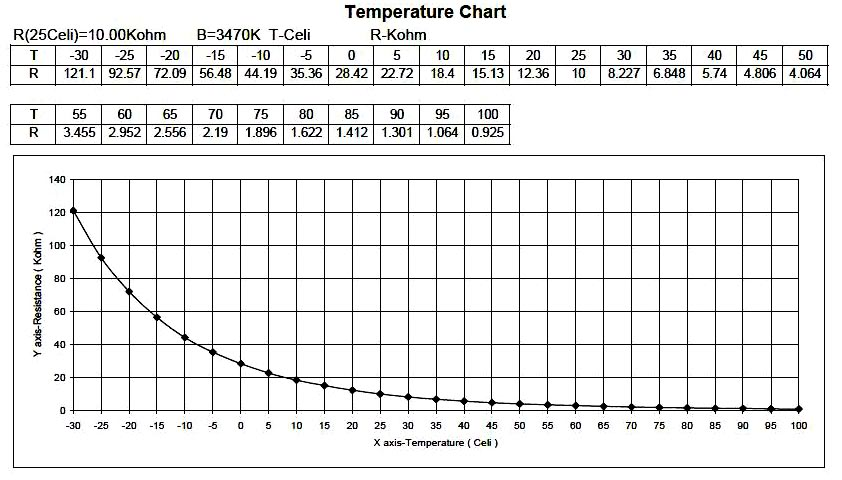 Temperature Chart
R(25Celi)=10.00Kohm B=3470K T-Celi R-Kohm
T -30 -25 -20 -15 -10 -5 0 5 10 15 20 25 30 35 40 45 50
R 121.1 92.57 72.09 56.48 44.19 35.36 28.42 22.72 18.4 15.13 12.36 10 8.227 6.848 5.74 4.806 4.064
T 55 60 65 70 75 80 85 90 95 100
R 3.455 2.952 2.556 2.19 1.896 1.622 1.412 1.301 1.064 0.925
140
120
100
80
60
40
20
0
Y axis-Resistance ( Kohm )
-30 -25 -20 -15 -10 -5 0 5 10 15 20 25 30 35 40 45 50 55 60 65 70 75 80 85 90 95 100
X axis-Temperature ( Celi )